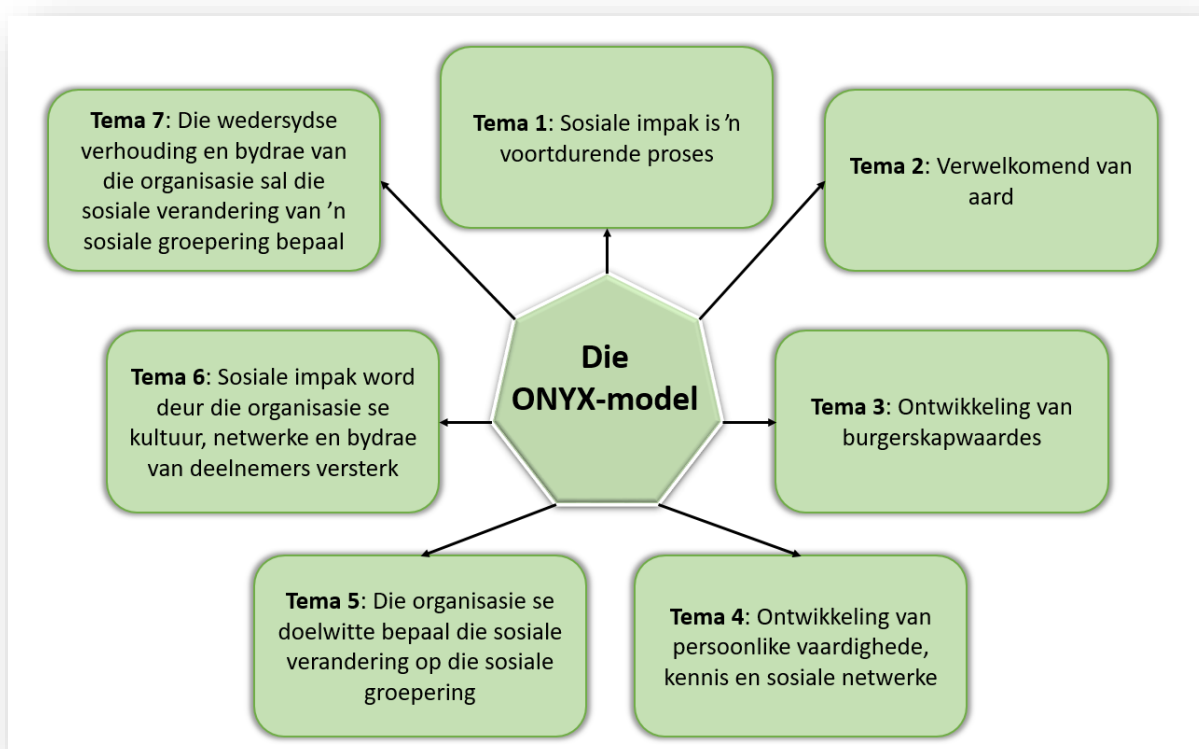 Die
ONYX-model
Tema 1: Sosiale impak is ’n
voortdurende proses
Tema 2: Verwelkomend van
aard
Tema 3: Ontwikkeling van
burgerskapwaardes
Tema 4: Ontwikkeling van
persoonlike vaardighede,
kennis en sosiale netwerke
Tema 5: Die organisasie se
doelwitte bepaal die sosiale
verandering op die sosiale
groepering
Tema 6: Sosiale impak word
deur die organisasie se
kultuur, netwerke en bydrae
van deelnemers versterk
Tema 7: Die wedersydse
verhouding en bydrae van
die organisasie sal die
sosiale verandering van ’n
sosiale groepering bepaal